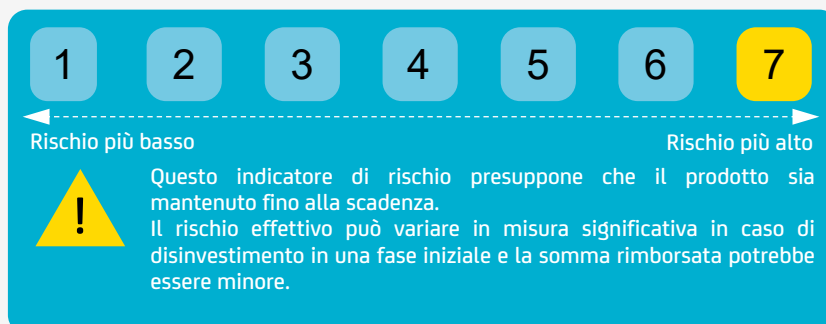 1 2 3 4 5 6 7
Rischio più basso Rischio più alto
!
Questo indicatore di rischio presuppone che il prodotto sia
mantenuto fino alla scadenza.
Il rischio effettivo può variare in misura significativa in caso di
disinvestimento in una fase iniziale e la somma rimborsata potrebbe
essere minore.